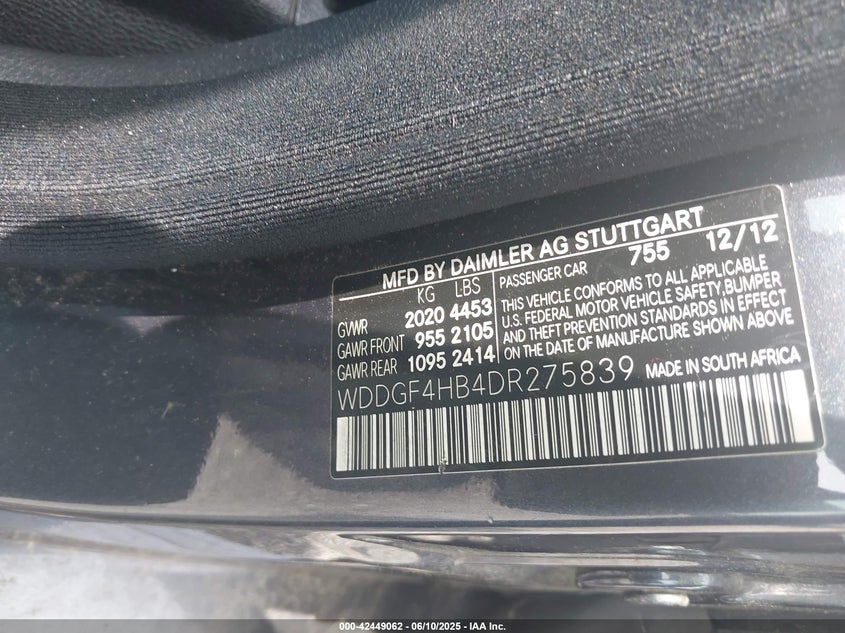 MFD BY DAIMLER AG STUTTGART
KG LBS
GVWR 2020 4453
GAWR FRONT 955 2105
GAWR REAR 1095 2414
PASSENGER CAR 755 12/12
THIS VEHICLE CONFORMS TO ALL APPLICABLE
U.S. FEDERAL MOTOR VEHICLE SAFETY,BUMPER
AND THEFT PREVENTION STANDARDS IN EFFECT
ON THE DATE OF MANUFACTURE SHOWN ABOVE
WDDGF4HB4DR275839 MADE IN SOUTH AFRICA
000-42449062 - 06/10/2025 - IAA Inc.